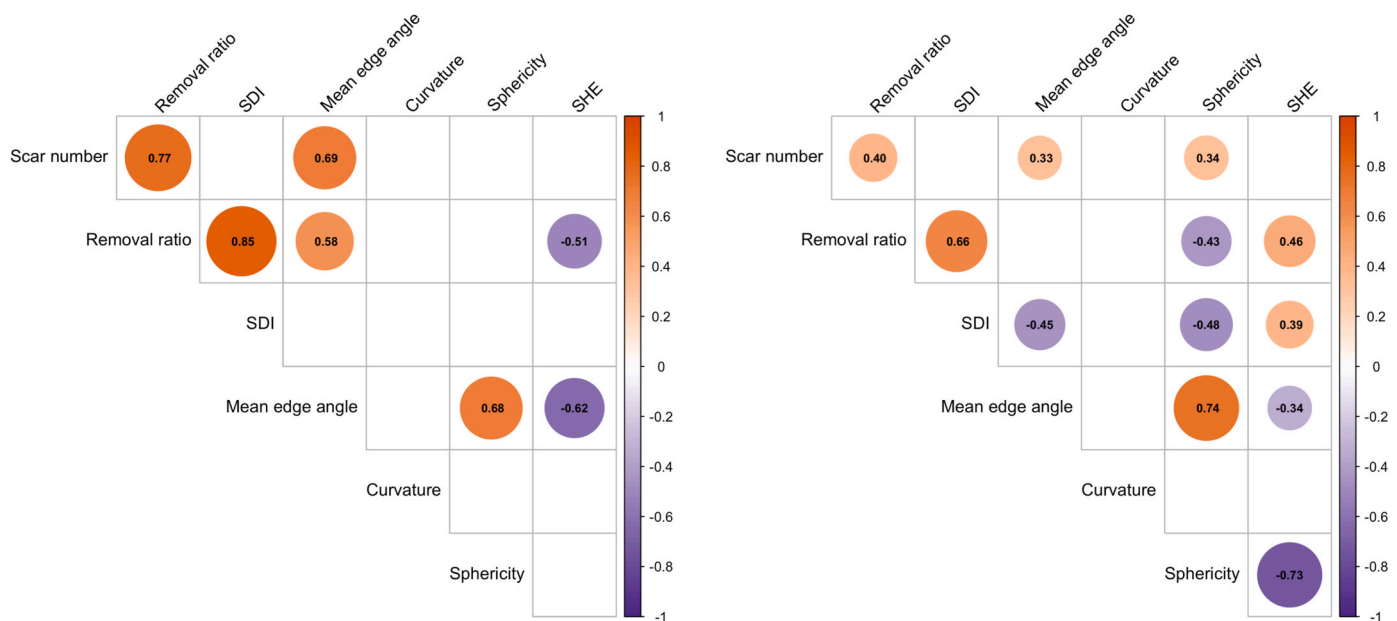 Removal ratio
SDI
Mean edge angle
Curvature
Sphericity
SHE
Scar number
0.77
0.69
Removal ratio
0.85
0.58
-0.51
SDI
Mean edge angle
0.68
-0.62
Curvature
Sphericity
1
0.8
0.6
0.4
0.2
0
-0.2
-0.4
-0.6
-0.8
-1
Removal ratio
SDI
Mean edge angle
Curvature
Sphericity
SHE
Scar number
0.40
0.33
0.34
Removal ratio
0.66
-0.43
0.46
SDI
-0.45
-0.48
0.39
Mean edge angle
0.74
-0.34
Curvature
Sphericity
-0.73
1
0.8
0.6
0.4
0.2
0
-0.2
-0.4
-0.6
-0.8
-1